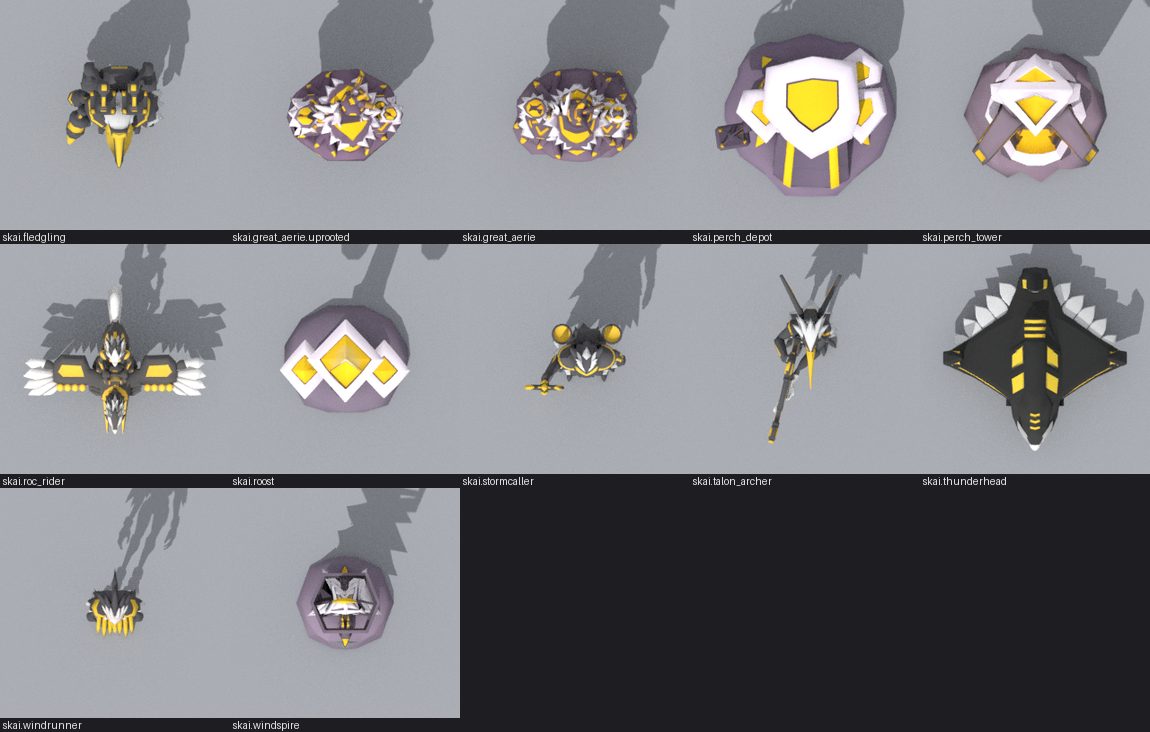 skai.fledgling
skai.great_aerie.uprooted
skai.great_aerie
skai.perch_depot
skai.perch_tower
skai.roc_rider
skai.roost
skai.stormcaller
skai.talon_archer
skai.thunderhead
skai.windrunner
skai.windspire